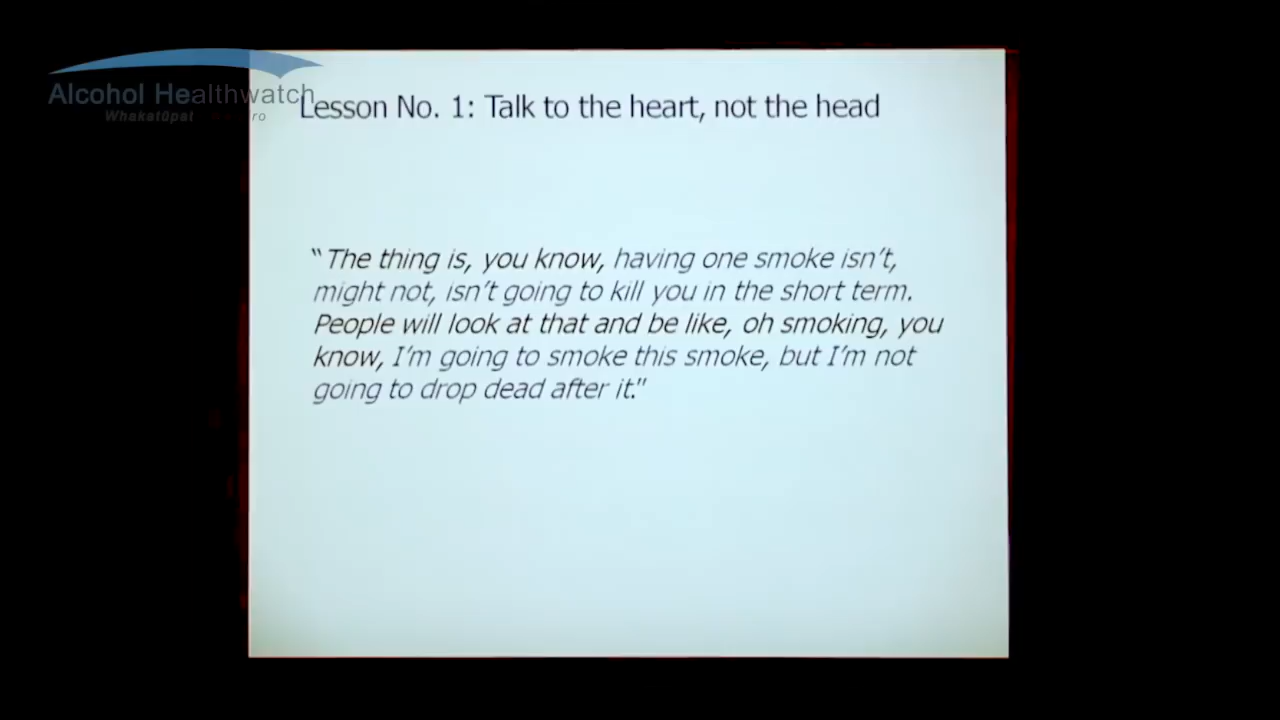 Alcohol Healthwatch
Whakatūpato
Lesson No. 1: Talk to the heart, not the head
“The thing is, you know, having one smoke isn’t,
might not, isn’t going to kill you in the short term.
People will look at that and be like, oh smoking, you
know, I’m going to smoke this smoke, but I’m not
going to drop dead after it."